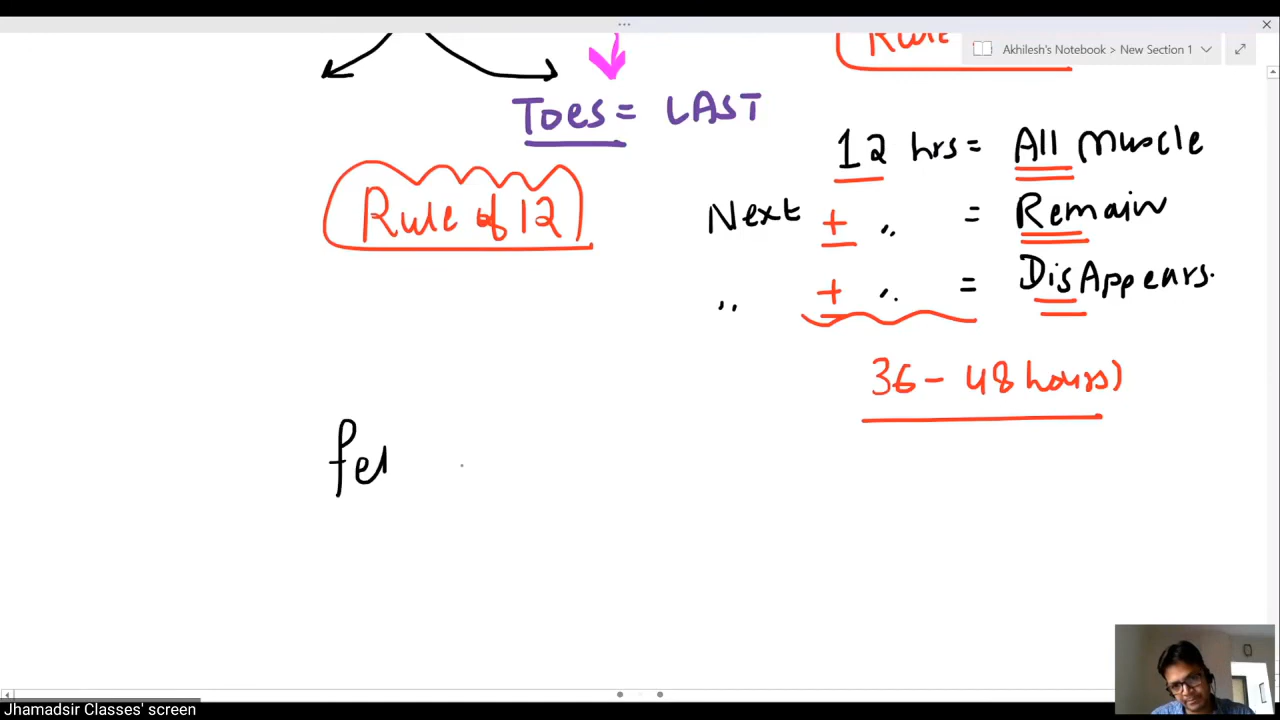 Rule
Akhilesh's Notebook > New Section 1
Toes = LAST
12 hrs = All Muscle
Rule of 12
Next + ,, = Remain
,, + ,, = DisAppears.
36 - 48 hours)
fel
Jhamadsir Classes' screen